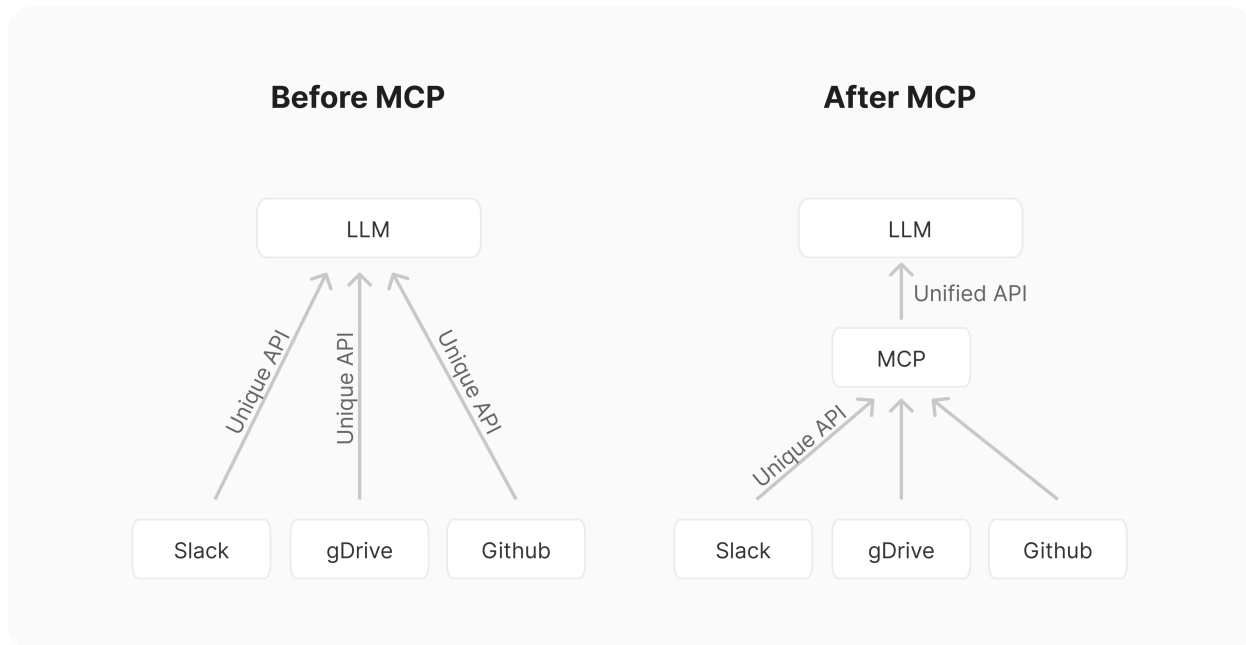 Before MCP
LLM
Unique API
Unique API
Unique API
Slack
gDrive
Github
After MCP
LLM
Unified API
MCP
Unique API
Slack
gDrive
Github